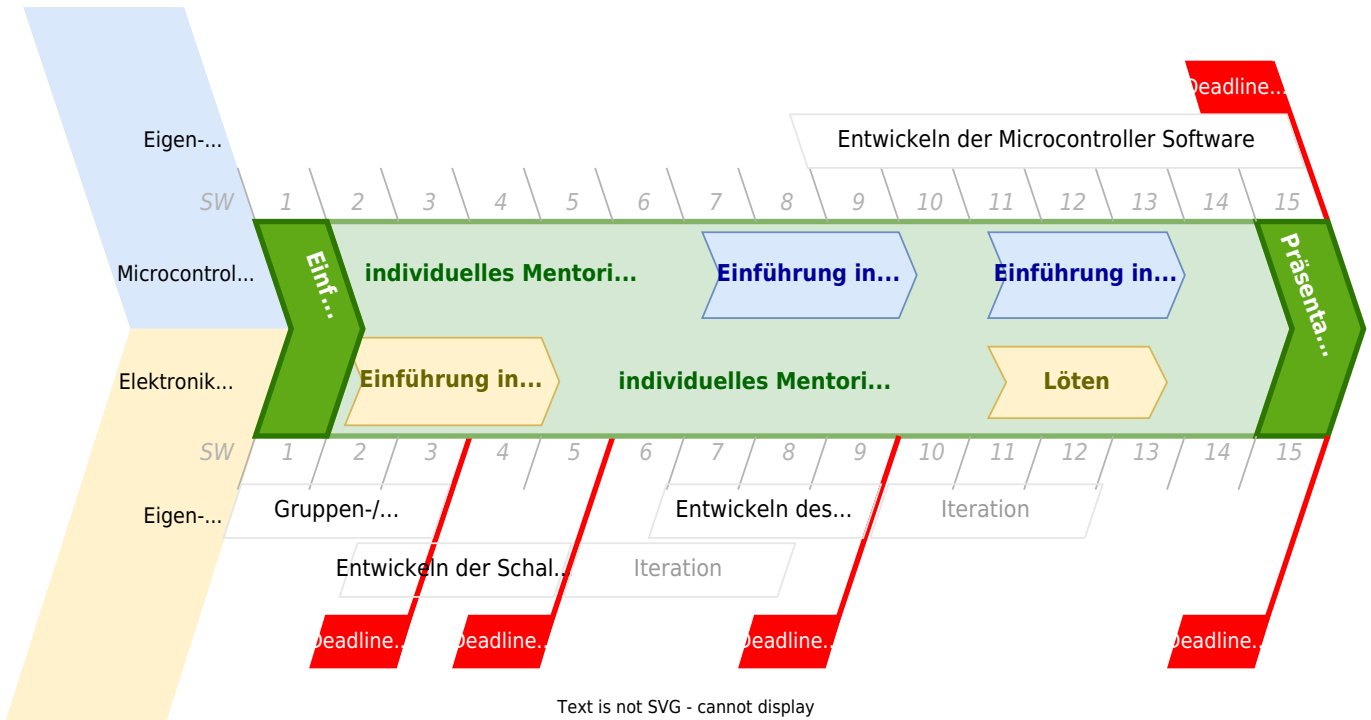 Deadline...
Entwickeln der Microcontroller Software
Eigen-...
SW 1 2 3 4 5 6 7 8 9 10 11 12 13 14 15
Einf...
Präsenta...
Microcontrol...
individuelles Mentori...
Einführung in...
Einführung in...
Elektronik...
Einführung in...
individuelles Mentori...
Löten
SW 1 2 3 4 5 6 7 8 9 10 11 12 13 14 15
Eigen-...
Gruppen-/...
Entwickeln des...
Iteration
Entwickeln der Schal...
Iteration
Deadline...
Deadline...
Deadline...
Deadline...
Text is not SVG - cannot display